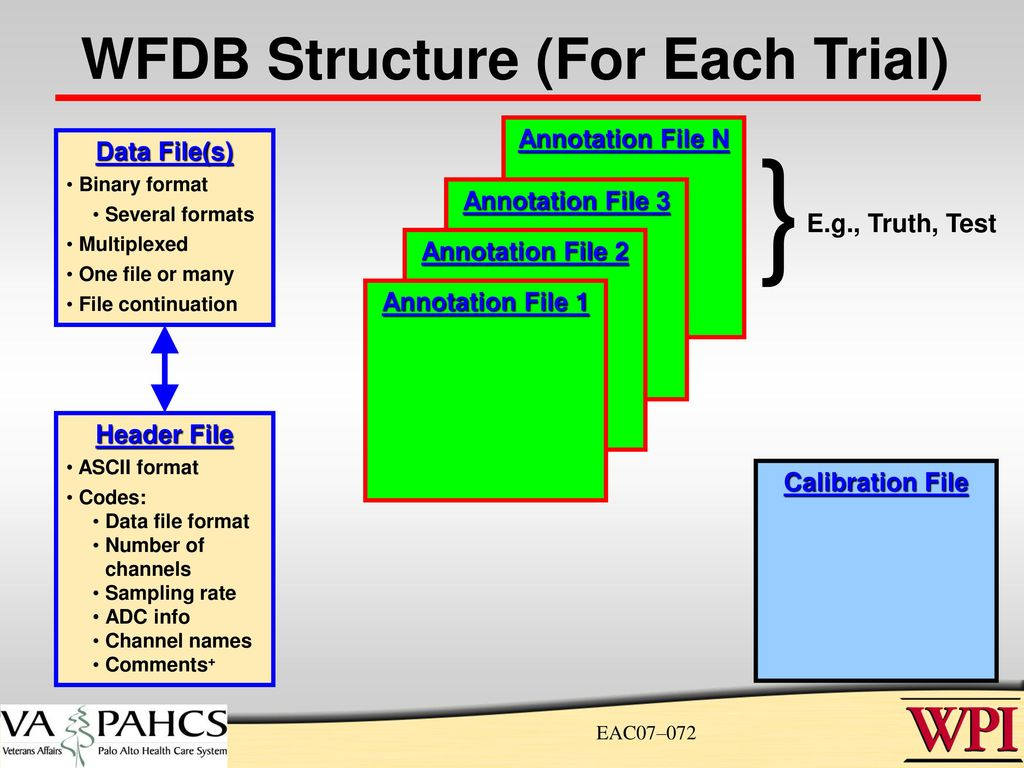 WFDB Structure (For Each Trial)
Data File(s)
• Binary format
• Several formats
• Multiplexed
• One file or many
• File continuation
Header File
• ASCII format
• Codes:
• Data file format
• Number of
channels
• Sampling rate
• ADC info
• Channel names
• Comments+
Annotation File N
Annotation File 3
Annotation File 2
Annotation File 1
} E.g., Truth, Test
Calibration File
VA PAHCS
Veterans Affairs Palo Alto Health Care System
EAC07–072
WPI